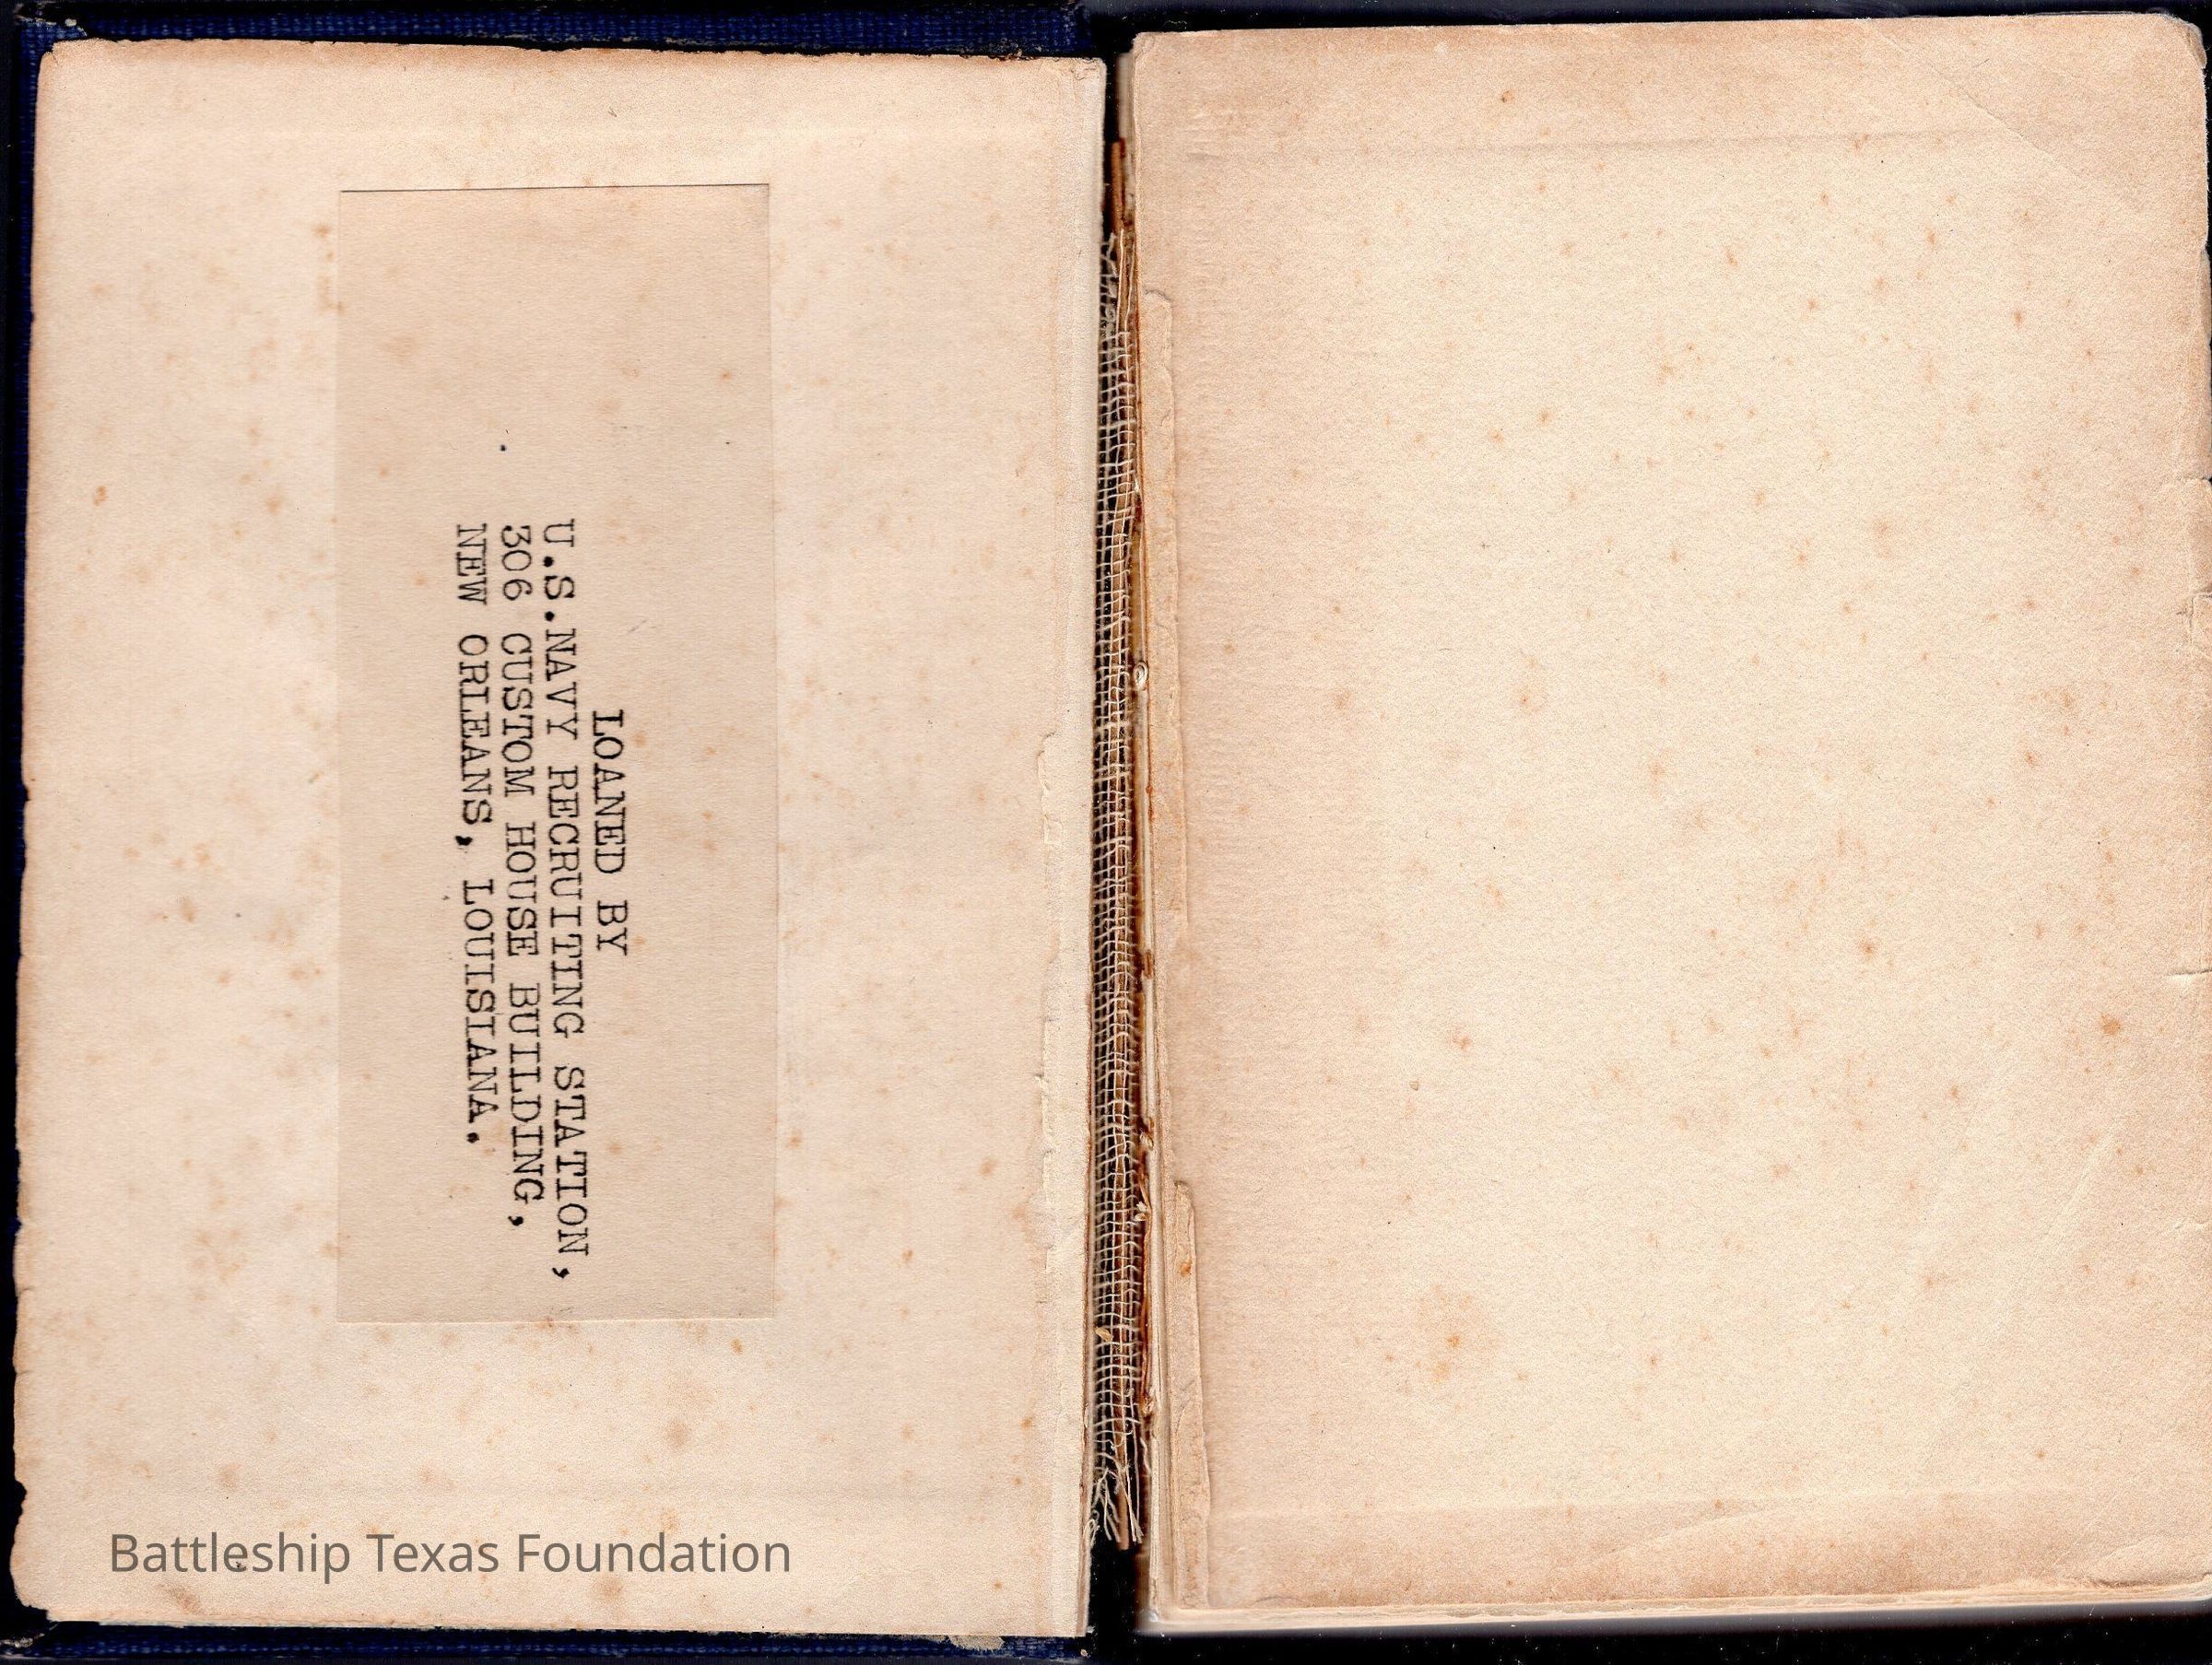 LOANED BY
U.S.NAVY RECRUITING STATION,
306 CUSTOM HOUSE BUILDING,
NEW ORLEANS, LOUISIANA.
Battleship Texas Foundation